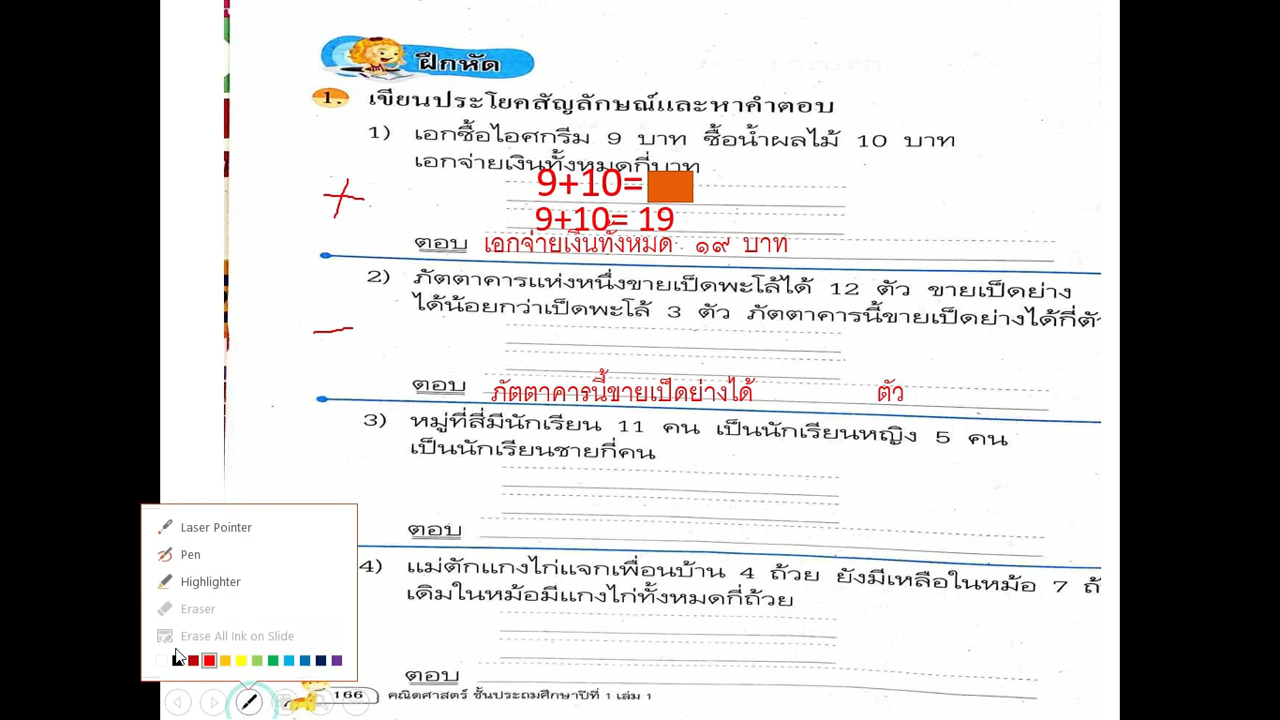 ฝึกหัด
1. เขียนประโยคสัญลักษณ์และหาคำตอบ
1) เอกซื้อไอศกรีม 9 บาท ซื้อน้ำผลไม้ 10 บาท
เอกจ่ายเงินทั้งหมดกี่บาท
+
9+10=
9+10= 19
ตอบ เอกจ่ายเงินทั้งหมด ๑๙ บาท
2) ภัตตาคารแห่งหนึ่งขายเป็ดพะโล้ได้ 12 ตัว ขายเป็ดย่าง
ได้น้อยกว่าเป็ดพะโล้ 3 ตัว ภัตตาคารนี้ขายเป็ดย่างได้กี่ตัว
−
ตอบ ภัตตาคารนี้ขายเป็ดย่างได้ ตัว
3) หมู่ที่สี่มีนักเรียน 11 คน เป็นนักเรียนหญิง 5 คน
เป็นนักเรียนชายกี่คน
ตอบ
4) แม่ตักแกงไก่แจกเพื่อนบ้าน 4 ถ้วย ยังมีเหลือในหม้อ 7
เดิมในหม้อมีแกงไก่ทั้งหมดกี่ถ้วย
ตอบ
166 คณิตศาสตร์ ชั้นประถมศึกษาปีที่ 1 เล่ม 1
Laser Pointer
Pen
Highlighter
Eraser
Erase All Ink on Slide